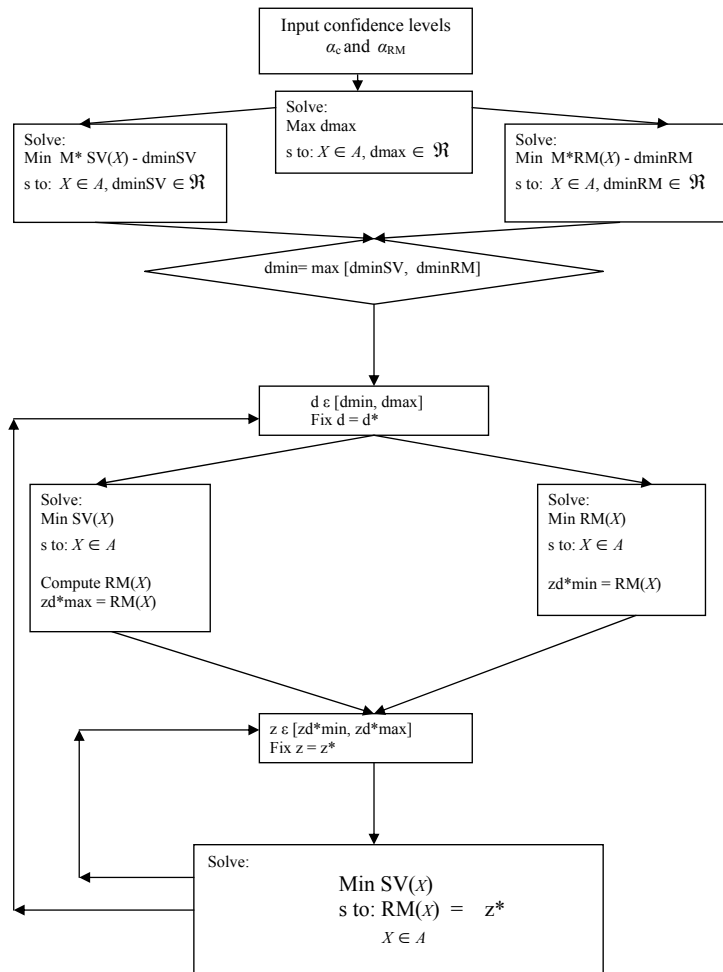 Input confidence levels
αc and αRM
Solve:
Max dmax
s to: X ∈ A, dmax ∈ ℜ
Solve:
Min M* SV(X) - dminSV
s to: X ∈ A, dminSV ∈ ℜ
Solve:
Min M*RM(X) - dminRM
s to: X ∈ A, dminRM ∈ ℜ
dmin= max [dminSV, dminRM]
d ε [dmin, dmax]
Fix d = d*
Solve:
Min SV(X)
s to: X ∈ A
Compute RM(X)
zd*max = RM(X)
Solve:
Min RM(X)
s to: X ∈ A
zd*min = RM(X)
z ε [zd*min, zd*max]
Fix z = z*
Solve:
Min SV(X)
s to: RM(X) = z*
X ∈ A